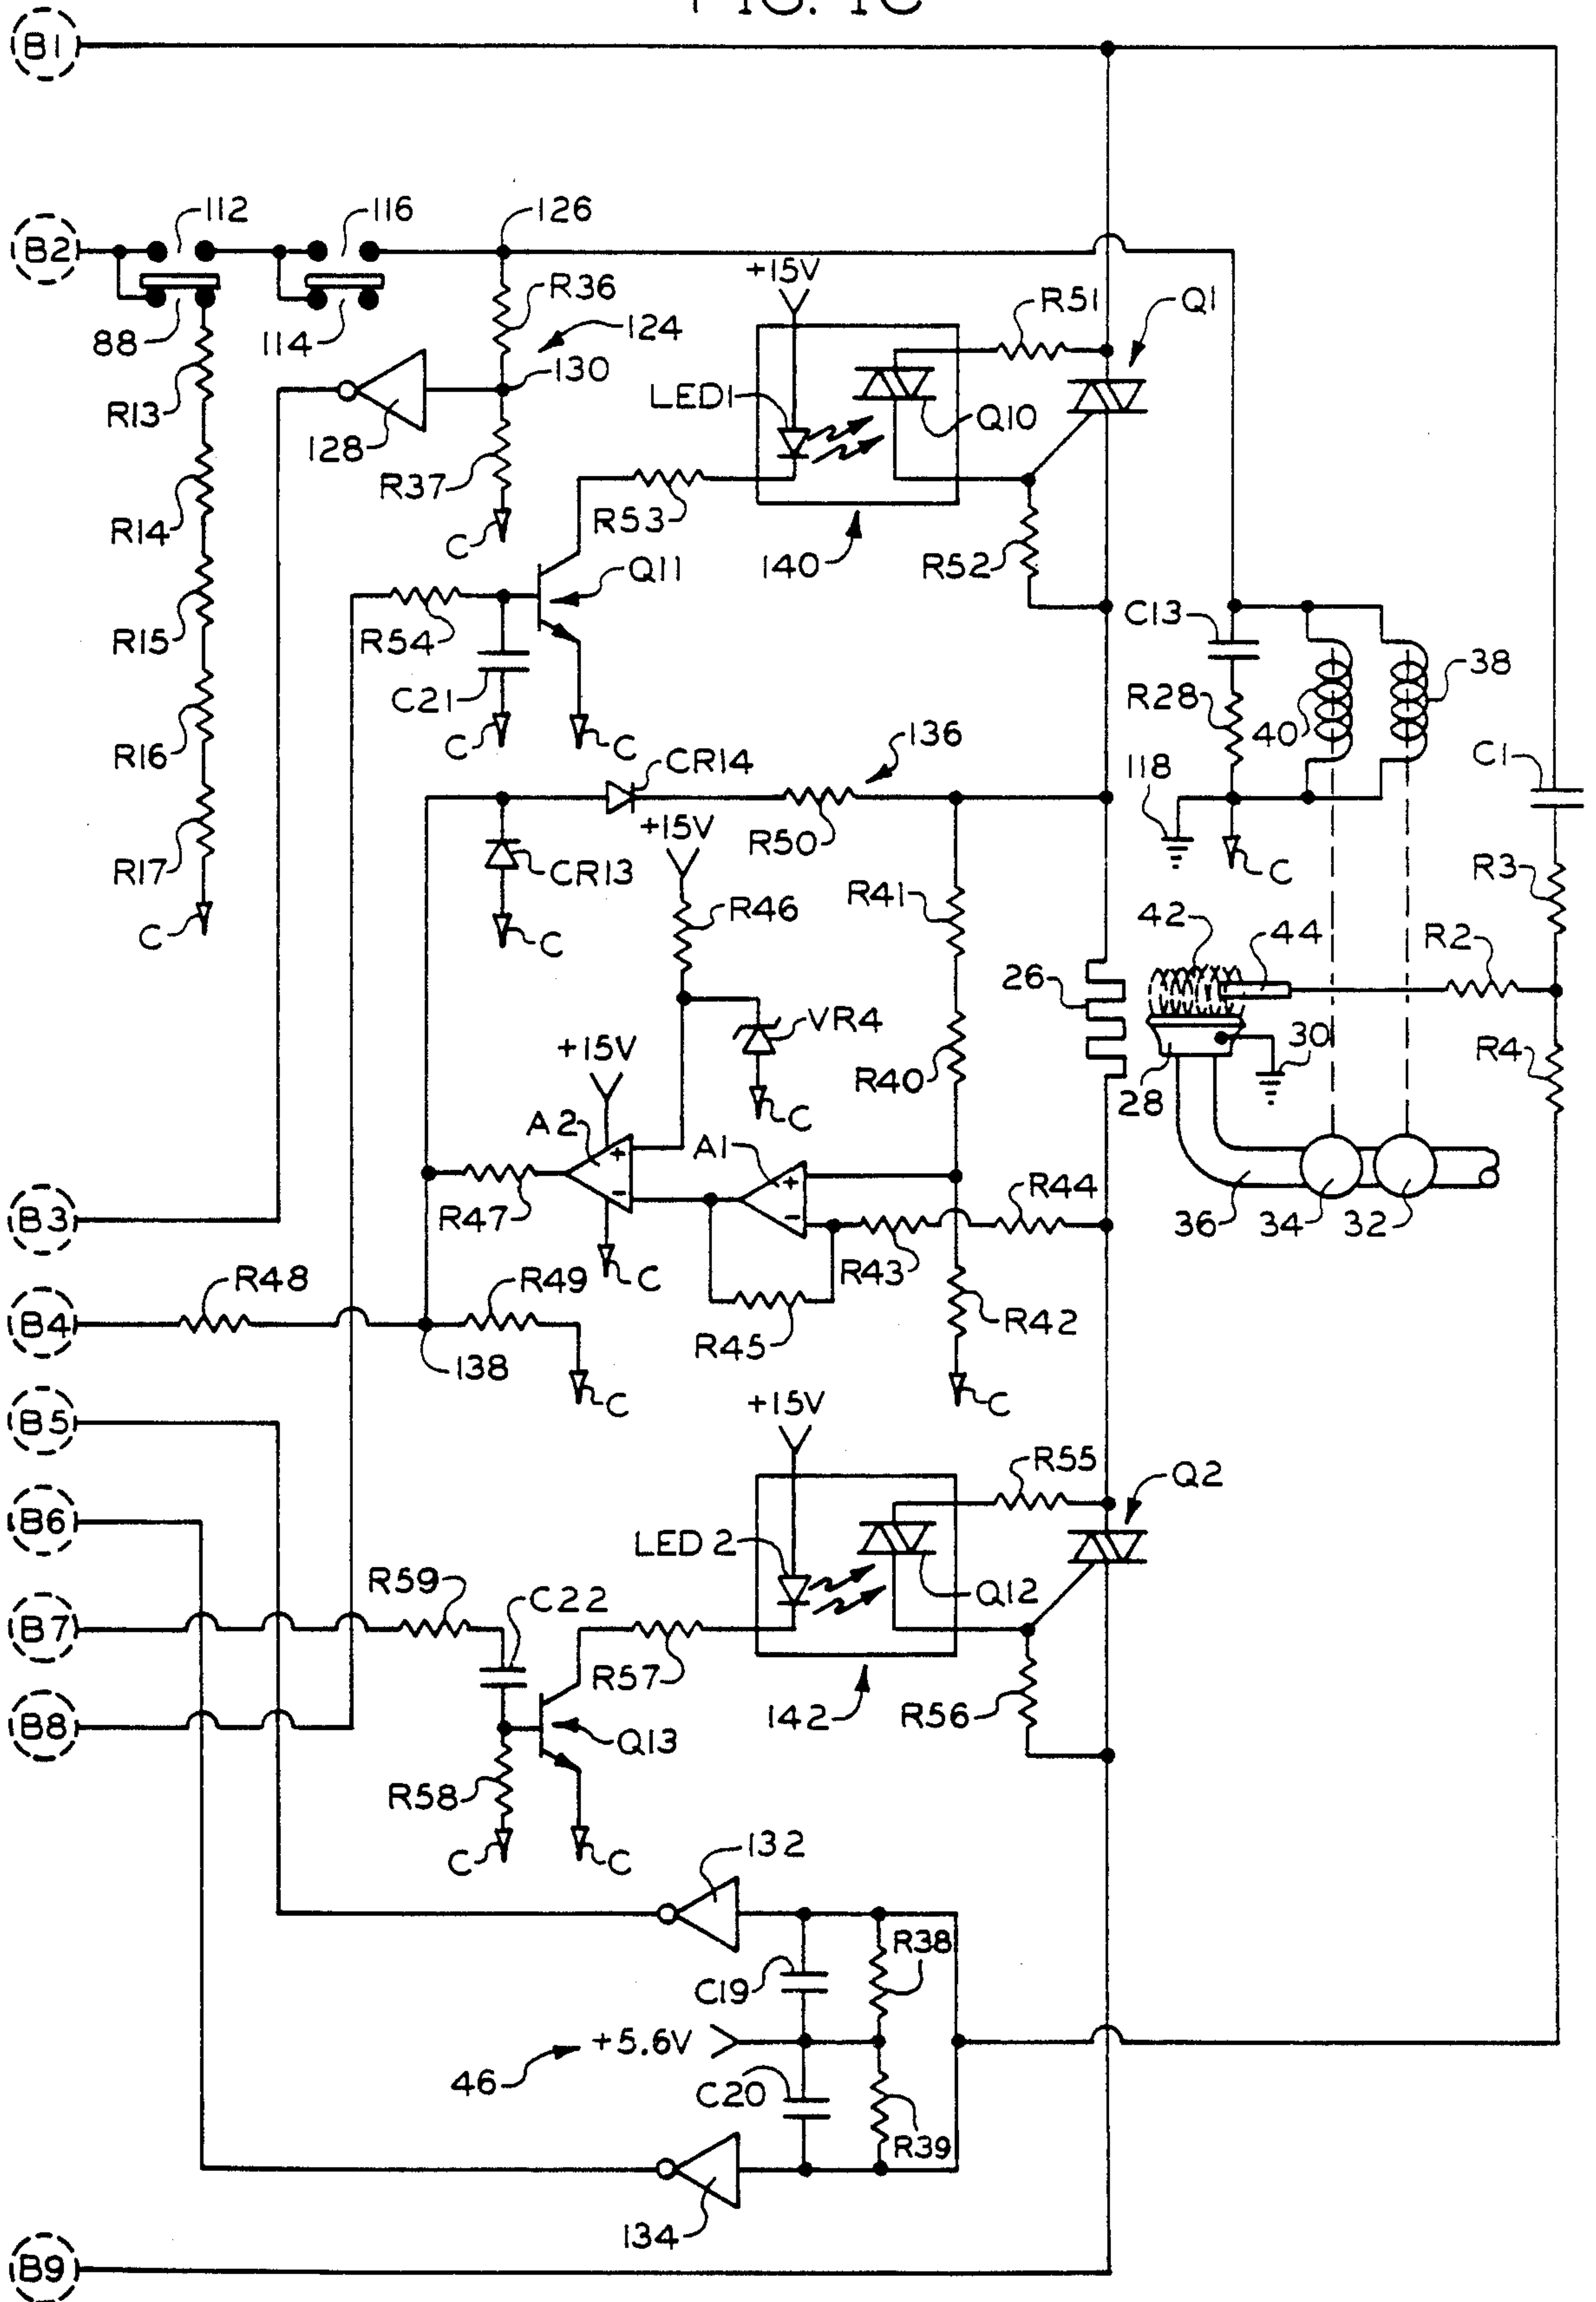 FIG. 1C
B1
112
116
126
B2
+15V
R51
Q1
R36
124
88
114
130
LED1
Q10
R13
128
R37
R53
C
140
R52
R14
Q11
C13
R54
R15
38
C21
R28
40
C
C
136
118
C1
R16
CR14
+15V
R50
CR13
C
R3
R17
R41
R46
42
44
R2
C
C
26
VR4
+15V
30
R4
R40
28
C
A2
+
A1
+
-
-
R44
B3
R47
R43
36
34
32
R48
R49
C
B4
R42
R45
138
C
C
B5
+15V
R55
Q2
B6
LED 2
R59
C22
Q12
B7
R57
142
R56
B8
Q13
R58
C
C
132
R38
C19
+5.6V
46
C20
R39
134
B9